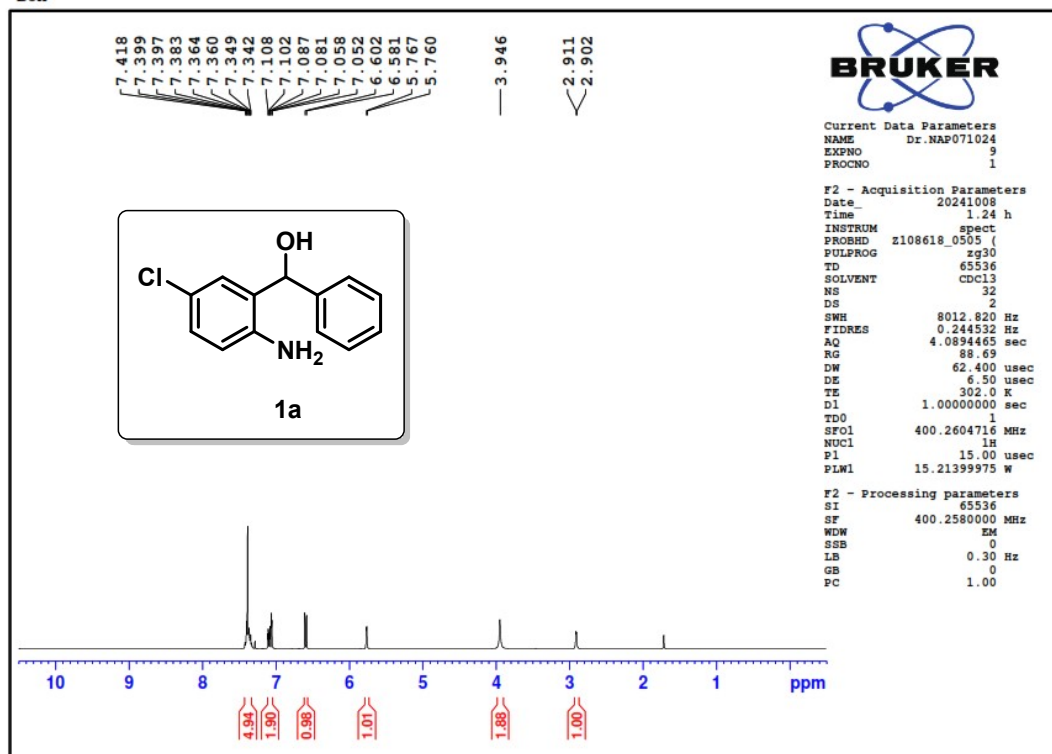 7.418
7.399
7.397
7.383
7.364
7.360
7.349
7.342
7.108
7.102
7.087
7.081
7.058
7.052
6.602
6.581
5.767
5.760
3.946
2.911
2.902
BRUKER
Current Data Parameters
NAME Dr.NAP071024
EXPNO 9
PROCNO 1
F2 - Acquisition Parameters
Date_ 20241008
Time 1.24 h
INSTRUM spect
PROBHD Z108618_0505 (
PULPROG zg30
TD 65536
SOLVENT CDCl3
NS 32
DS 2
SWH 8012.820 Hz
FIDRES 0.244532 Hz
AQ 4.0894465 sec
RG 88.69
DW 62.400 usec
DE 6.50 usec
TE 302.0 K
D1 1.00000000 sec
TD0 1
SFO1 400.2604716 MHz
NUC1 1H
P1 15.00 usec
PLW1 15.21399975 W
F2 - Processing parameters
SI 65536
SF 400.2580000 MHz
WDW EM
SSB 0
LB 0.30 Hz
GB 0
PC 1.00
OH
Cl
NH2
1a
10 9 8 7 6 5 4 3 2 1 ppm
4.94
1.90
0.98
1.01
1.88
1.00